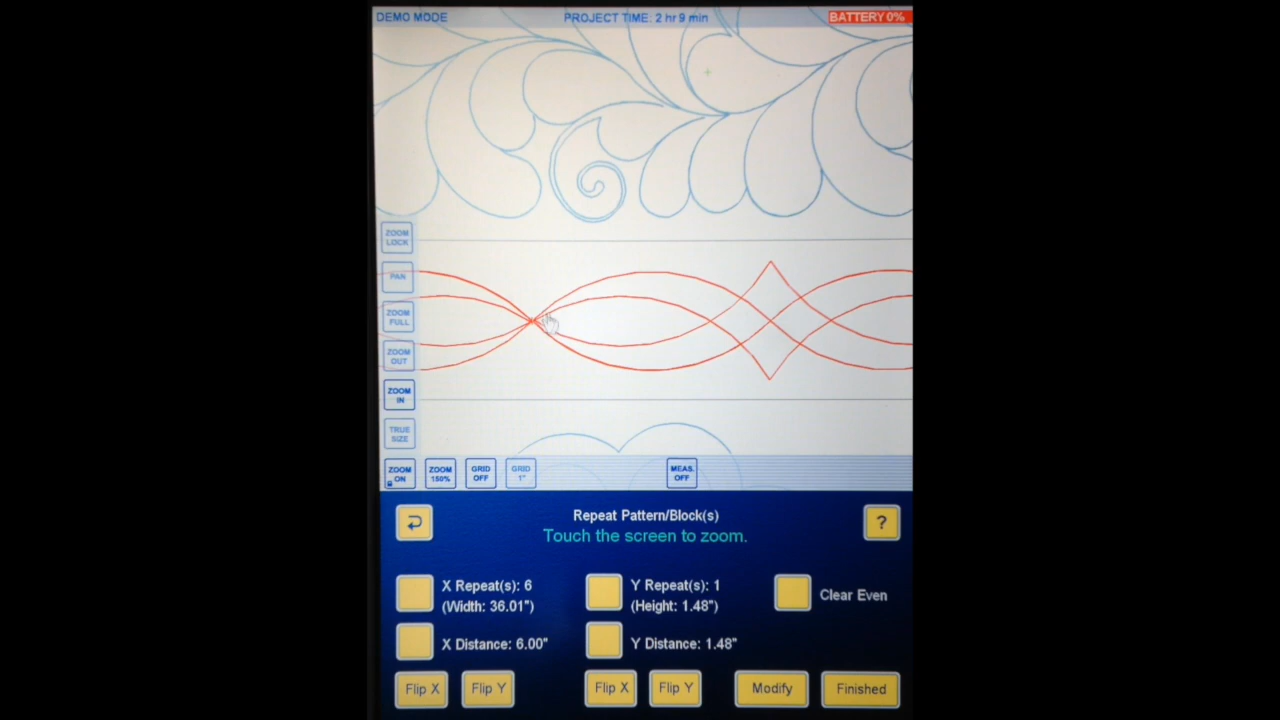 DEMO MODE PROJECT TIME: 2 hr 9 min BATTERY 0%
ZOOM
LOCK
PAN
ZOOM
FULL
ZOOM
OUT
ZOOM
IN
TRUE
SIZE
ZOOM
ON
ZOOM
150%
GRID
OFF
GRID
1"
MEAS.
OFF
Repeat Pattern/Block(s)
?
Touch the screen to zoom.
X Repeat(s): 6
(Width: 36.01")
Y Repeat(s): 1
(Height: 1.48")
Clear Even
X Distance: 6.00"
Y Distance: 1.48"
Flip X
Flip Y
Flip X
Flip Y
Modify
Finished